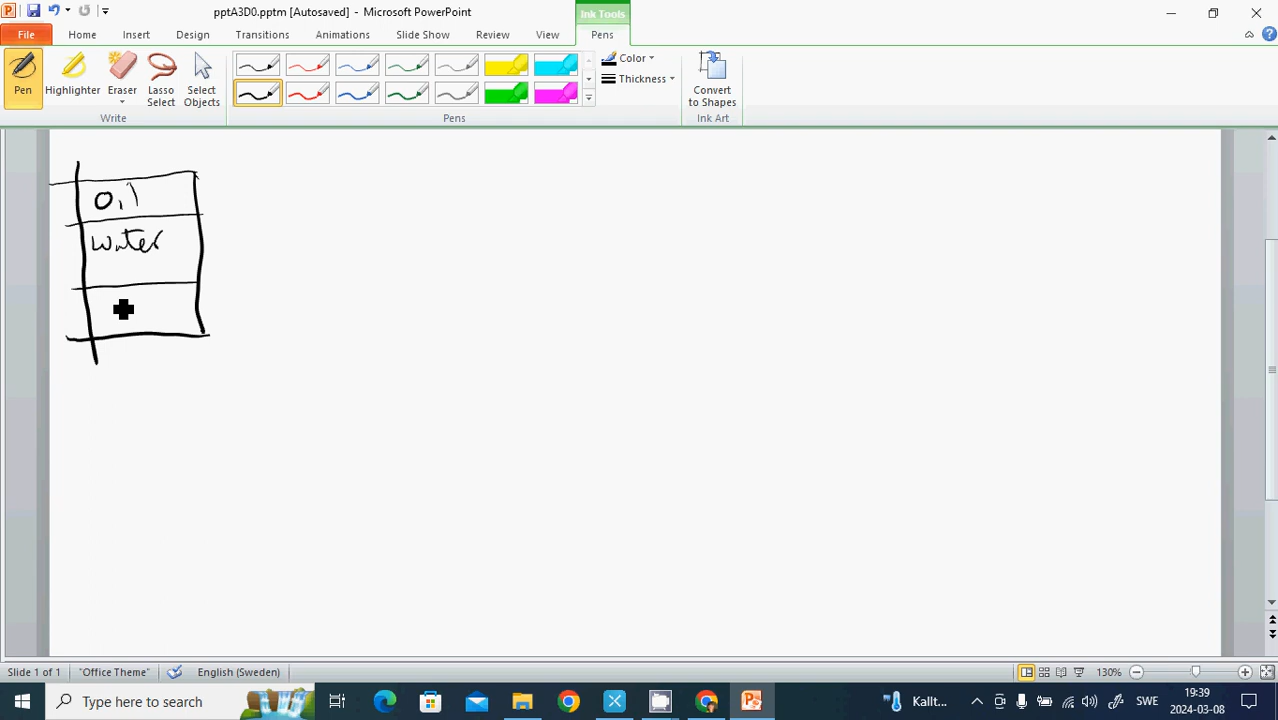 pptA3D0.pptm [Autosaved] - Microsoft PowerPoint
Ink Tools
File Home Insert Design Transitions Animations Slide Show Review View Pens
Pen Highlighter Eraser Lasso Select Select Objects
Color
Thickness
Convert to Shapes
Write Pens Ink Art
Oil
water
Slide 1 of 1 "Office Theme" English (Sweden) 130%
Type here to search
Kallt... SWE
19:39
2024-03-08